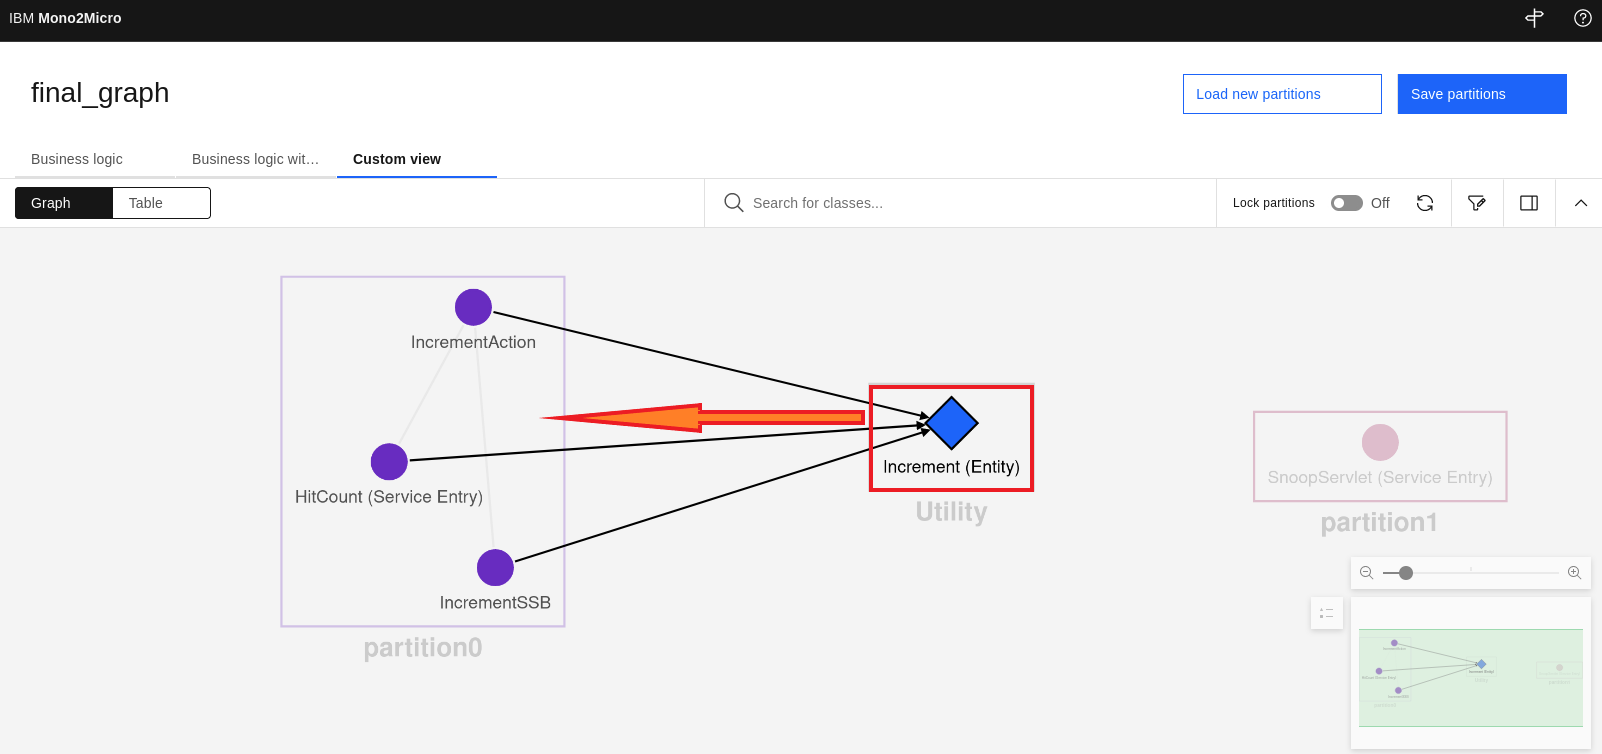 IBM Mono2Micro
final_graph
Load new partitions
Save partitions
Business logic
Business logic wit...
Custom view
Graph
Table
Search for classes...
Lock partitions
Off
IncrementAction
HitCount (Service Entry)
IncrementSSB
partition0
Increment (Entity)
Utility
SnoopServlet (Service Entry)
partition1